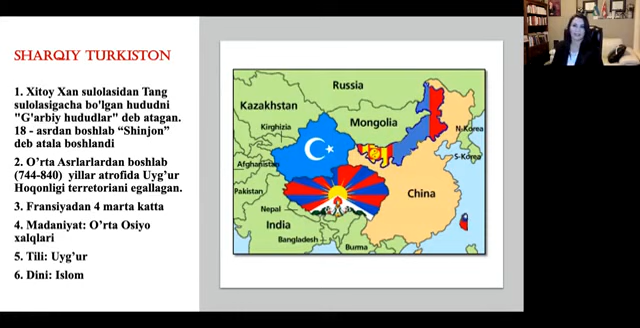 SHARQIY TURKISTON
1. Xitoy Xan sulolasidan Tang
sulolasigacha bo'lgan hududni
"G'arbiy hududlar" deb atagan.
18 - asrdan boshlab “Shinjon”
deb atala boshlandi
2. O’rta Asrlarlardan boshlab
(744-840) yillar atrofida Uyg’ur
Hoqonligi terretoriani egallagan.
3. Fransiyadan 4 marta katta
4. Madaniyat: O’rta Osiyo
xalqlari
5. Tili: Uyg’ur
6. Dini: Islom
Russia
Kazakhstan
Mongolia
Kirghizia
N-Korea
S-Korea
Afghanistan
Pakistan
China
Nepal
India
Bangladesh
Burma